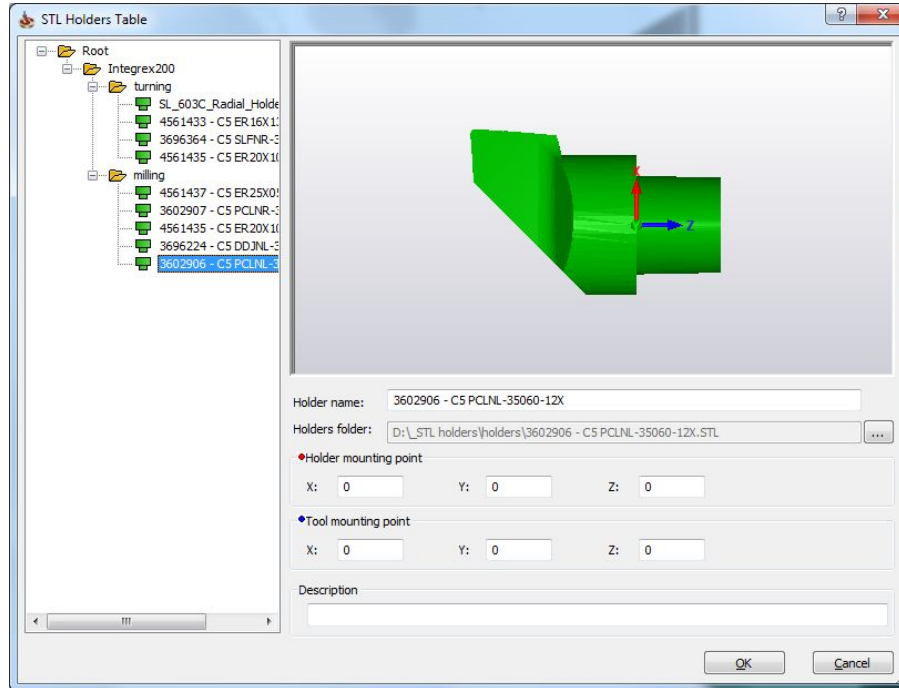 STL Holders Table
Root
Integrex200
turning
SL_603C_Radial_Holde
4561433 - C5 ER16X1
3696364 - C5 SLFNR-3
4561435 - C5 ER20X10
milling
4561437 - C5 ER25X05
3602907 - C5 PCLNR-3
4561435 - C5 ER20X10
3696224 - C5 DDJNL-3
3602906 - C5 PCLNL-3
X
Z
Holder name: 3602906 - C5 PCLNL-35060-12X
Holders folder: D:\_STL holders\holders\3602906 - C5 PCLNL-35060-12X.STL ...
Holder mounting point
X: 0 Y: 0 Z: 0
Tool mounting point
X: 0 Y: 0 Z: 0
Description
OK Cancel